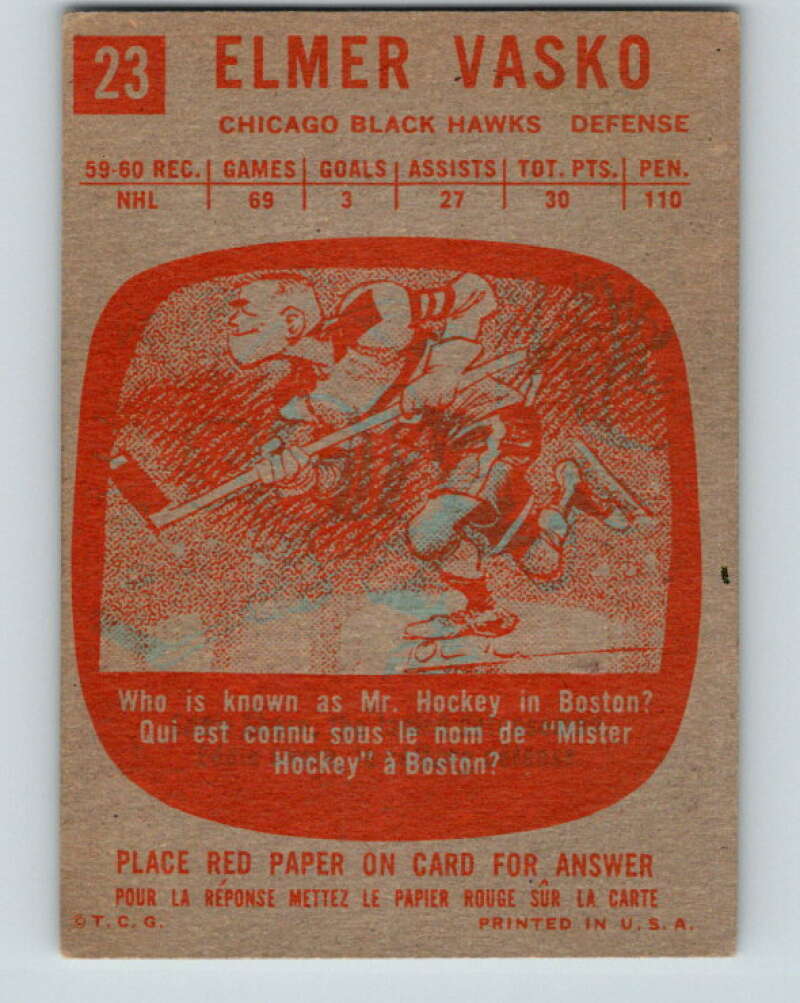 23
ELMER VASKO
CHICAGO BLACK HAWKS DEFENSE
59-60 REC. GAMES GOALS ASSISTS TOT. PTS. PEN.
NHL 69 3 27 30 110
Who is known as Mr. Hockey in Boston?
Qui est connu sous le nom de "Mister
Hockey" à Boston?
PLACE RED PAPER ON CARD FOR ANSWER
POUR LA RÉPONSE METTEZ LE PAPIER ROUGE SÛR LA CARTE
© T. C. G. PRINTED IN U. S. A.